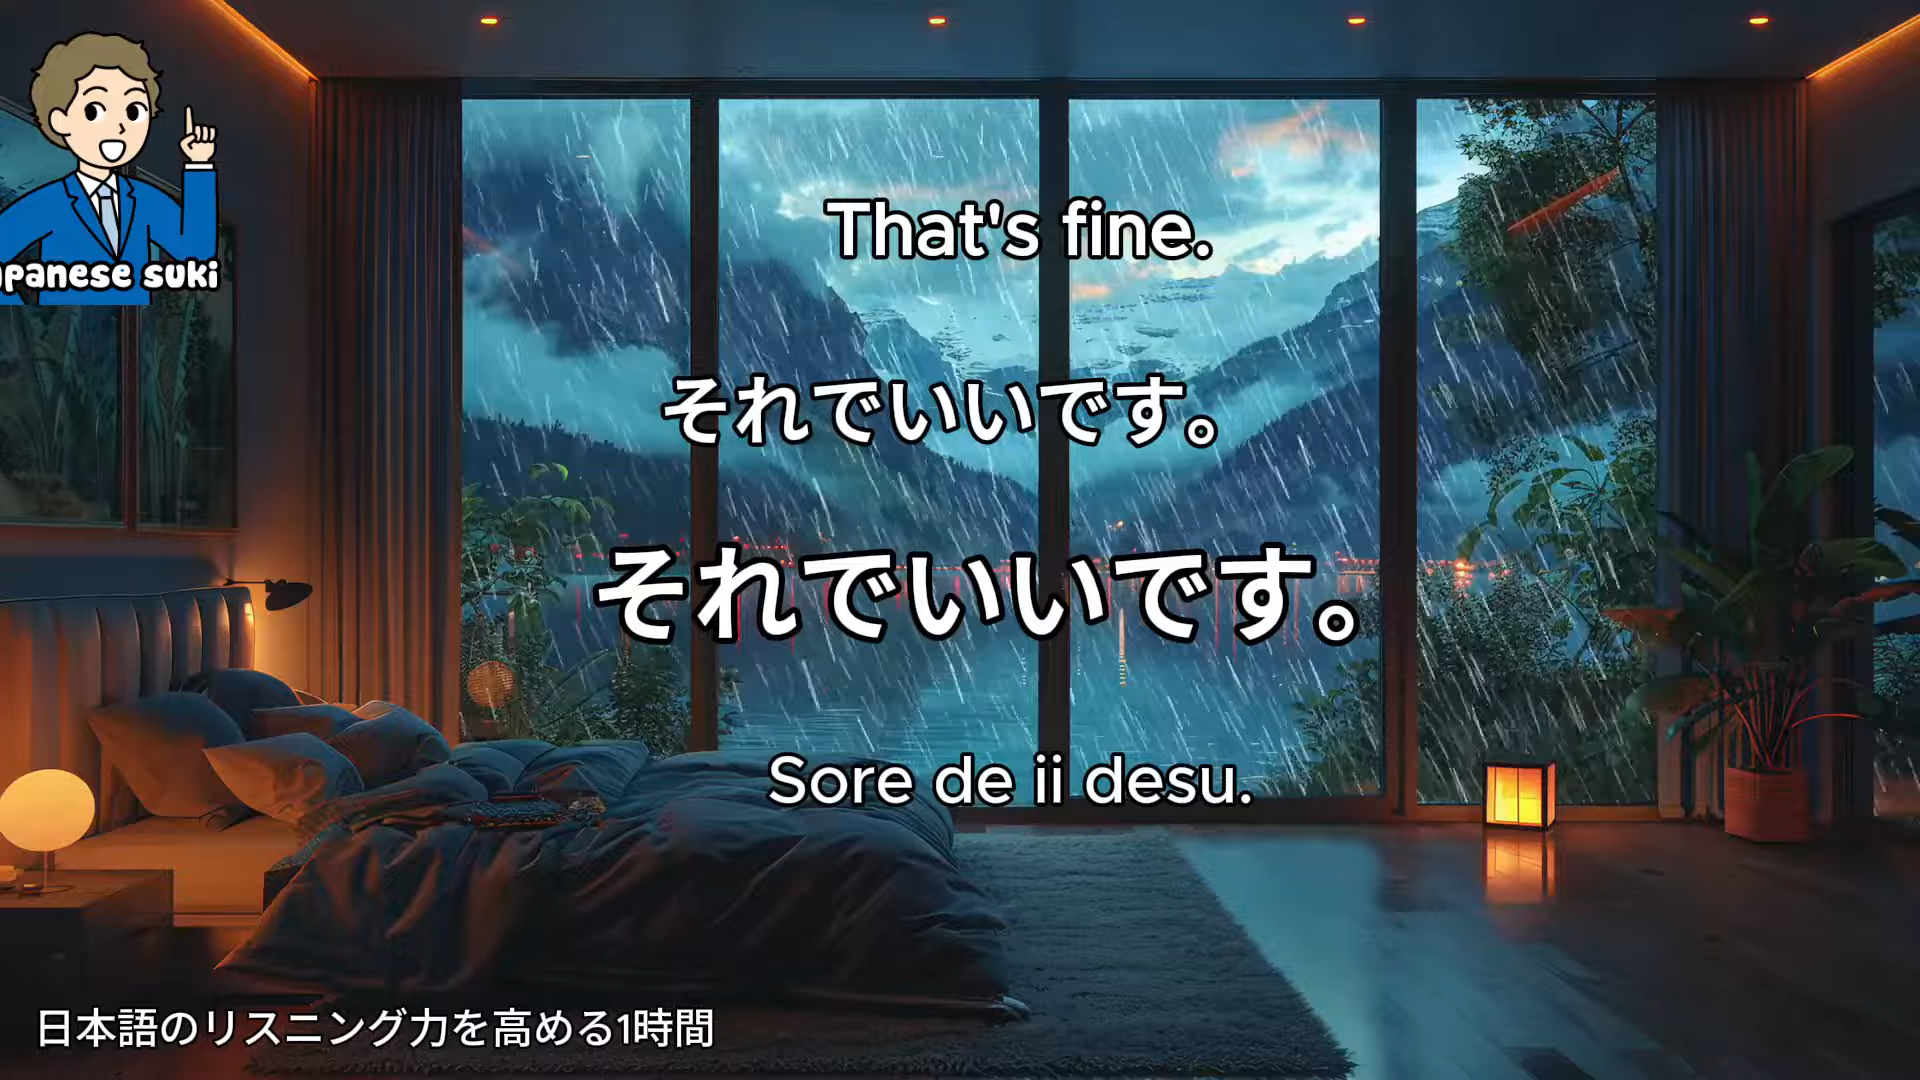 panese suki
That's fine.
それでいいです。
それでいいです。
Sore de ii desu.
日本語のリスニング力を高める1時間